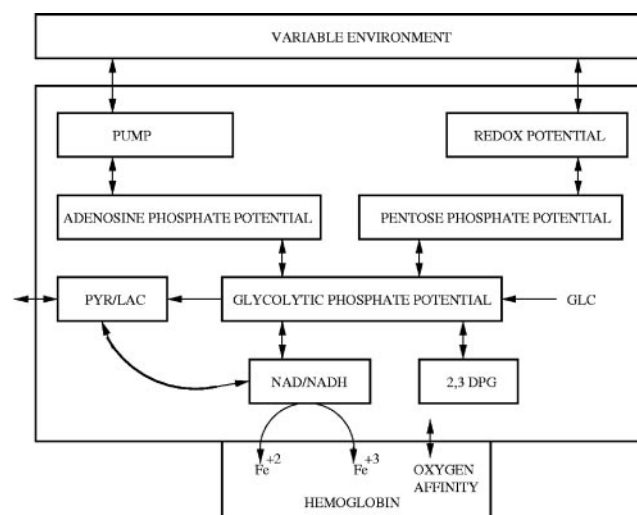 VARIABLE ENVIRONMENT
PUMP
REDOX POTENTIAL
ADENOSINE PHOSPHATE POTENTIAL
PENTOSE PHOSPHATE POTENTIAL
PYR/LAC
GLYCOLYTIC PHOSPHATE POTENTIAL
GLC
NAD/NADH
2,3 DPG
Fe+2
Fe+3
OXYGEN
AFFINITY
HEMOGLOBIN